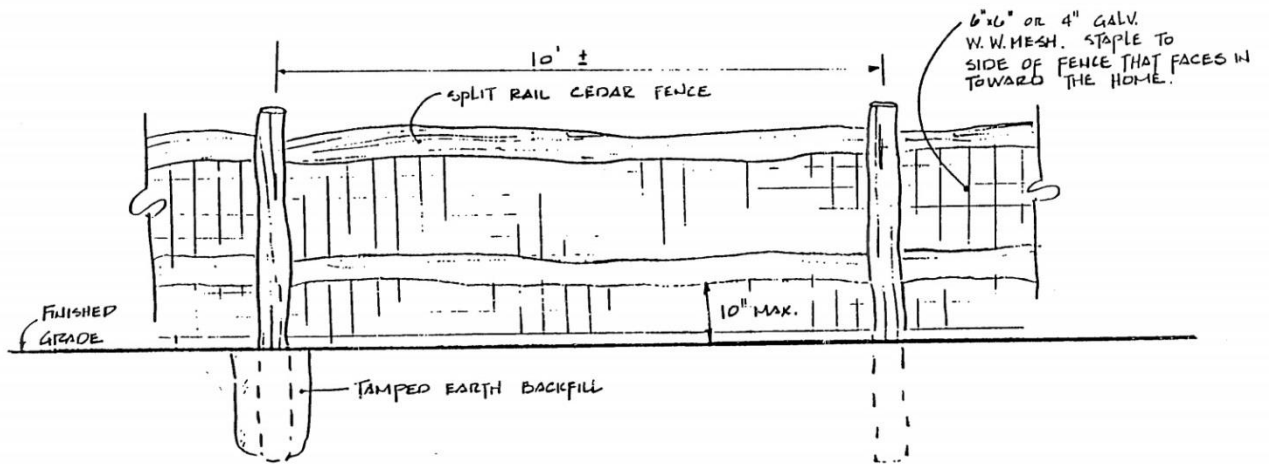 6"x6" OR 4" GALV.
W.W. MESH. STAPLE TO
SIDE OF FENCE THAT FACES IN
TOWARD THE HOME.
10' ±
SPLIT RAIL CEDAR FENCE
10" MAX.
FINISHED
GRADE
TAMPED EARTH BACKFILL